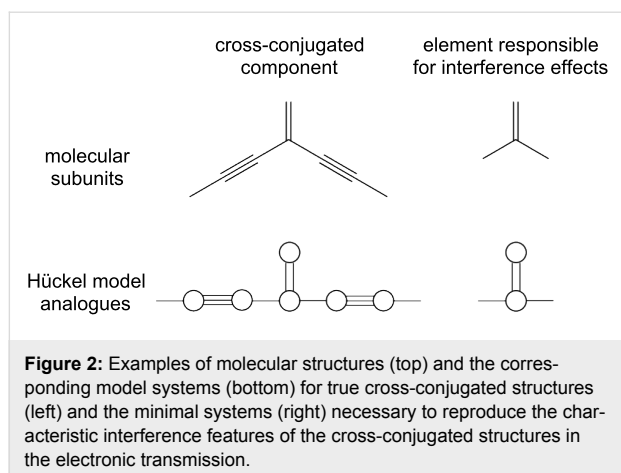 cross-conjugated
component
element responsible
for interference effects
molecular
subunits
Hückel model
analogues
Figure 2: Examples of molecular structures (top) and the corres-
ponding model systems (bottom) for true cross-conjugated structures
(left) and the minimal systems (right) necessary to reproduce the char-
acteristic interference features of the cross-conjugated structures in
the electronic transmission.